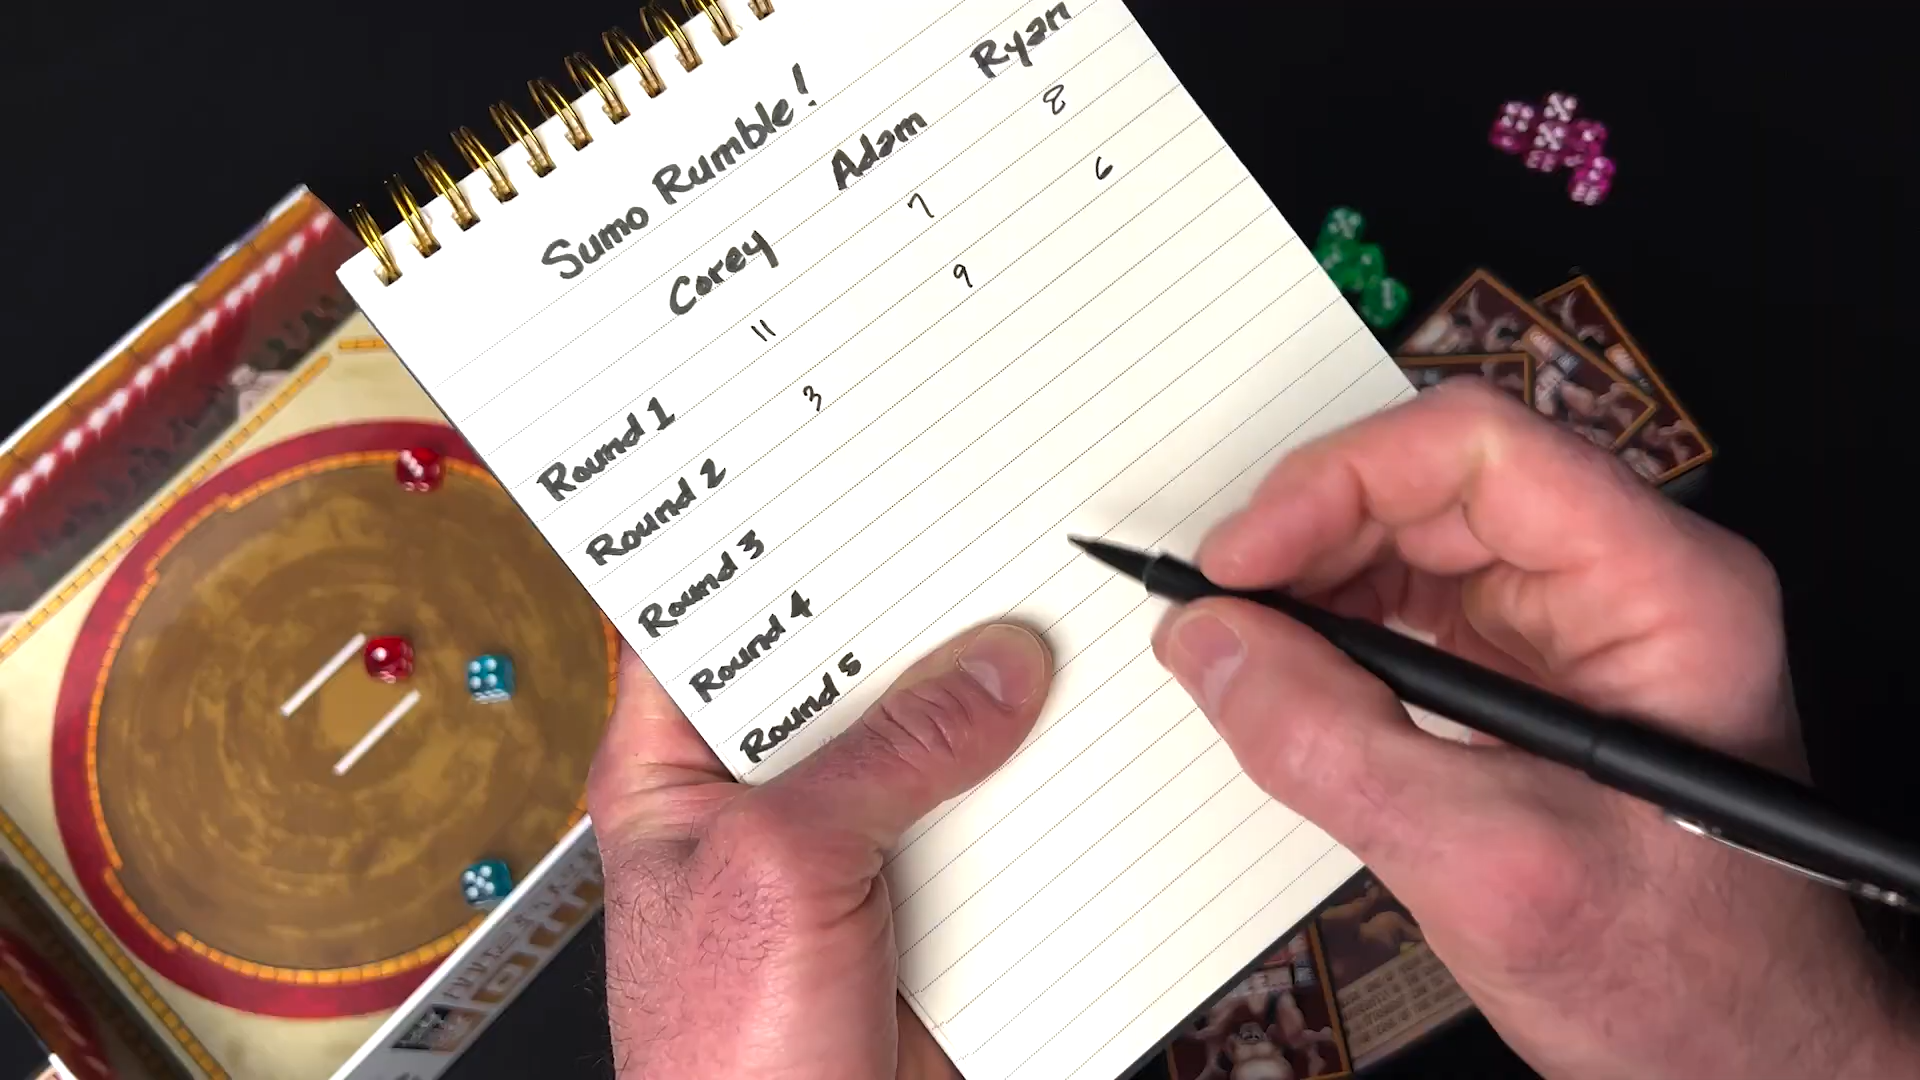 Sumo Rumble!
Corey Adam Ryan
Round 1 11 7 8
Round 2 3 9 6
Round 3
Round 4
Round 5